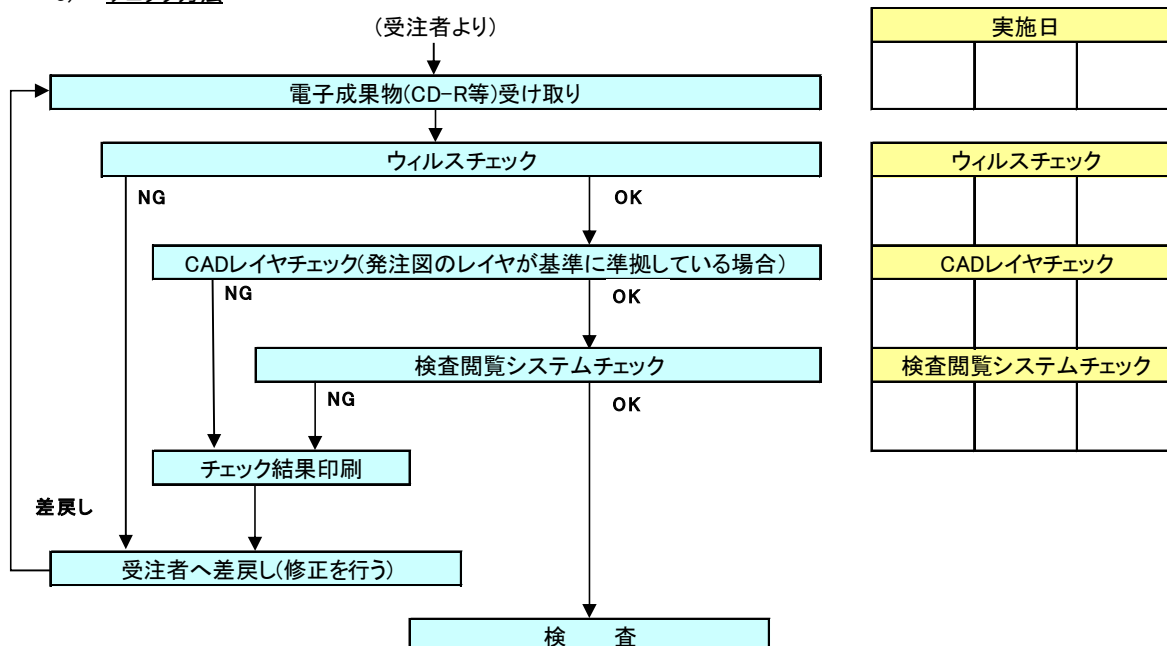 (受注者より)
実施日
電子成果物(CD-R等)受け取り
ウィルスチェック
ウィルスチェック
NG
OK
CADレイヤチェック(発注図のレイヤが基準に準拠している場合)
CADレイヤチェック
NG
OK
検査閲覧システムチェック
検査閲覧システムチェック
NG
OK
チェック結果印刷
差戻し
受注者へ差戻し(修正を行う)
検　査